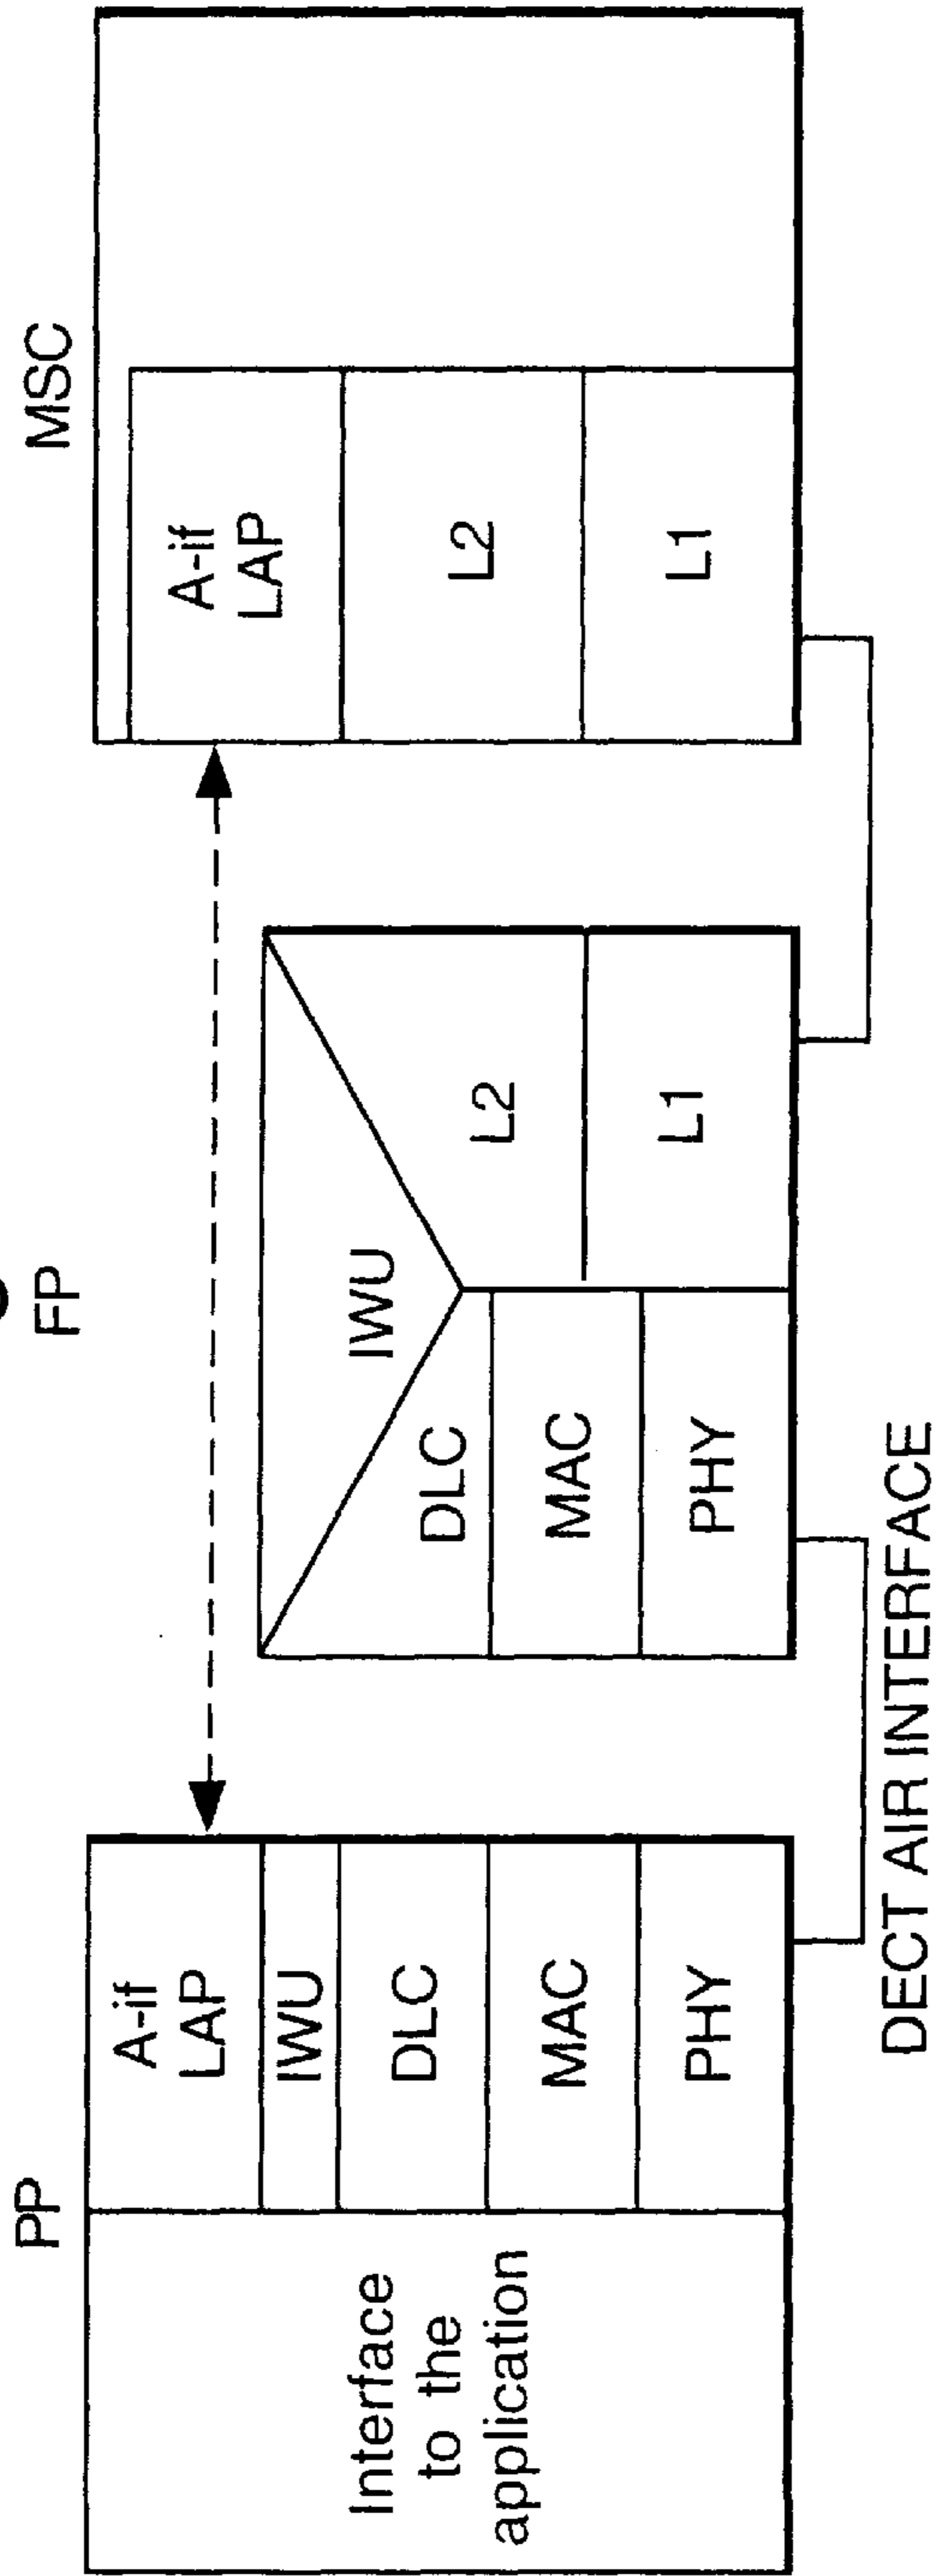 PP
FP
MSC
Interface
to the
application
A-if
LAP
IWU
DLC
MAC
PHY
IWU
DLC
MAC
PHY
L2
L1
A-if
LAP
L2
L1
DECT AIR INTERFACE